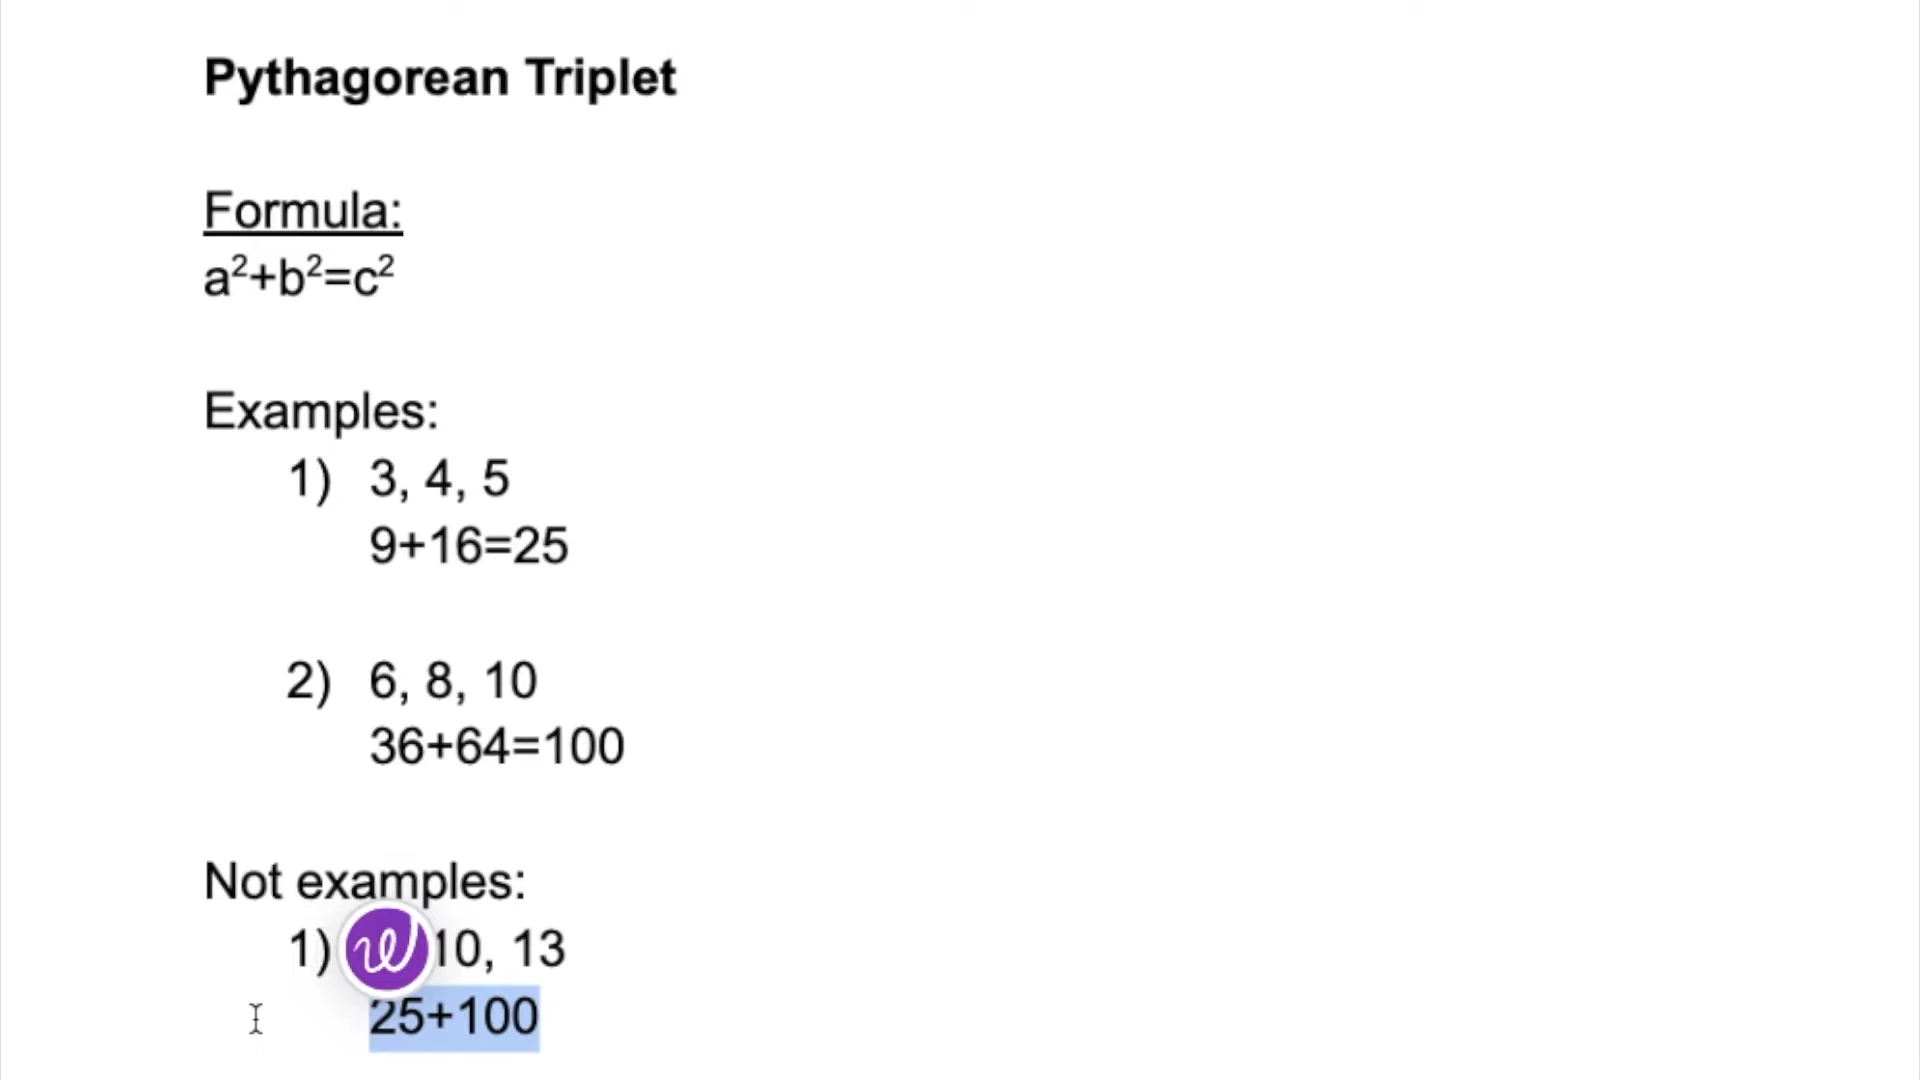 Pythagorean Triplet
Formula:
a²+b²=c²
Examples:
1) 3, 4, 5
9+16=25
2) 6, 8, 10
36+64=100
Not examples:
1) 10, 13
25+100